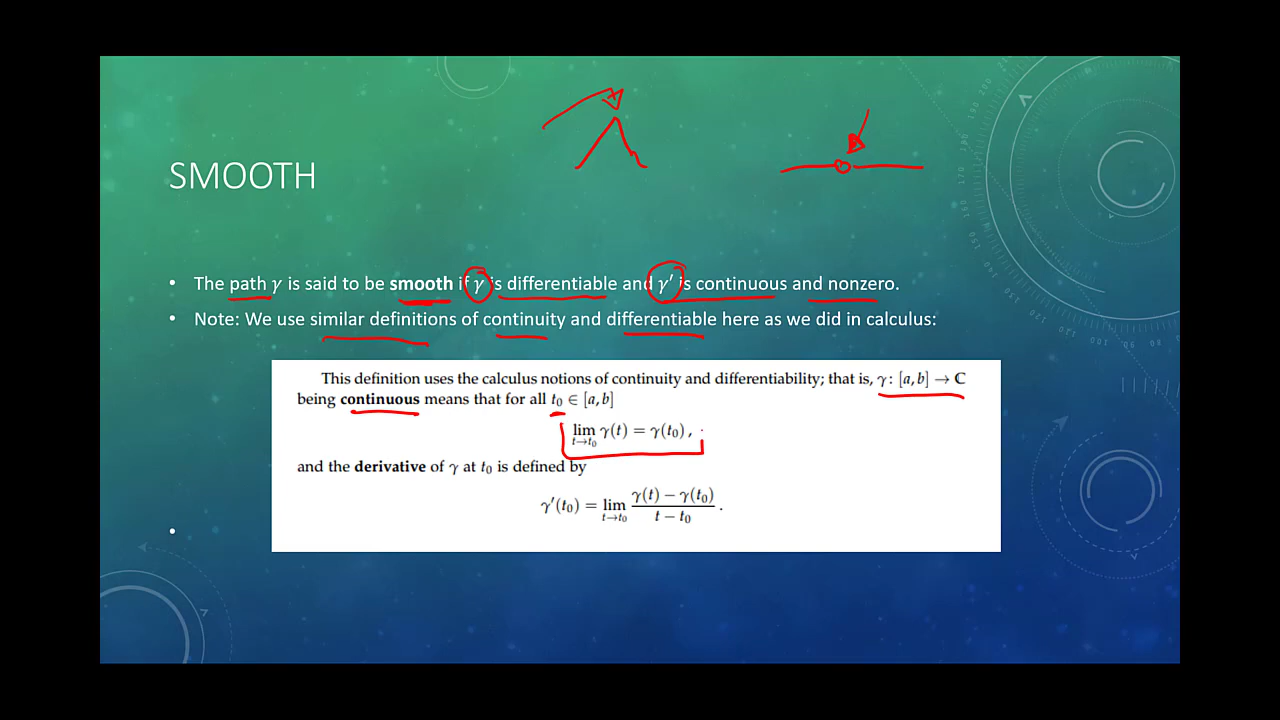 SMOOTH
• The path γ is said to be smooth if γ is differentiable and γ′ is continuous and nonzero.
• Note: We use similar definitions of continuity and differentiable here as we did in calculus:
This definition uses the calculus notions of continuity and differentiability; that is, γ: [a, b] → ℂ
being continuous means that for all t₀ ∈ [a, b]
lim_{t→t₀} γ(t) = γ(t₀),
and the derivative of γ at t₀ is defined by
γ′(t₀) = lim_{t→t₀} (γ(t) − γ(t₀))/(t − t₀).
•